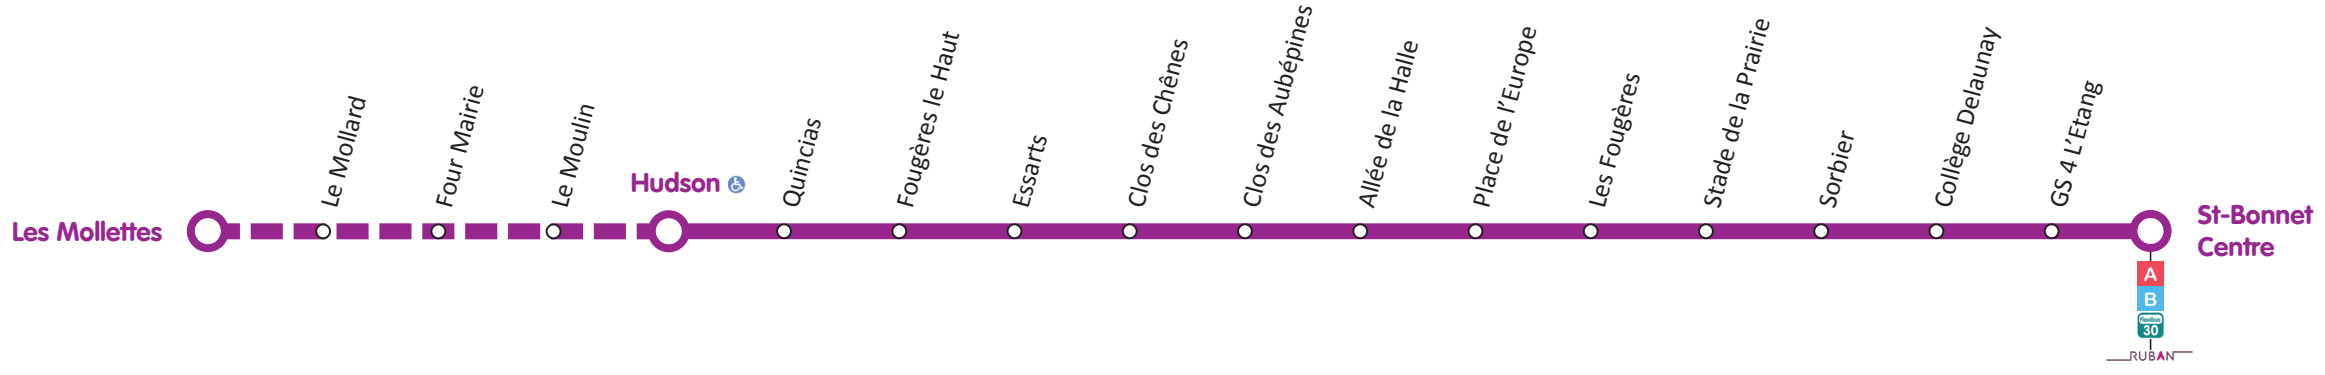 Les Mollettes
Le Mollard
Four Mairie
Le Moulin
Hudson
Quincias
Fougères le Haut
Essarts
Clos des Chênes
Clos des Aubépines
Allée de la Halle
Place de l'Europe
Les Fougères
Stade de la Prairie
Sorbier
Collège Delaunay
GS 4 L'Etang
St-Bonnet
Centre
A
B
Flexibus
30
RUBAN